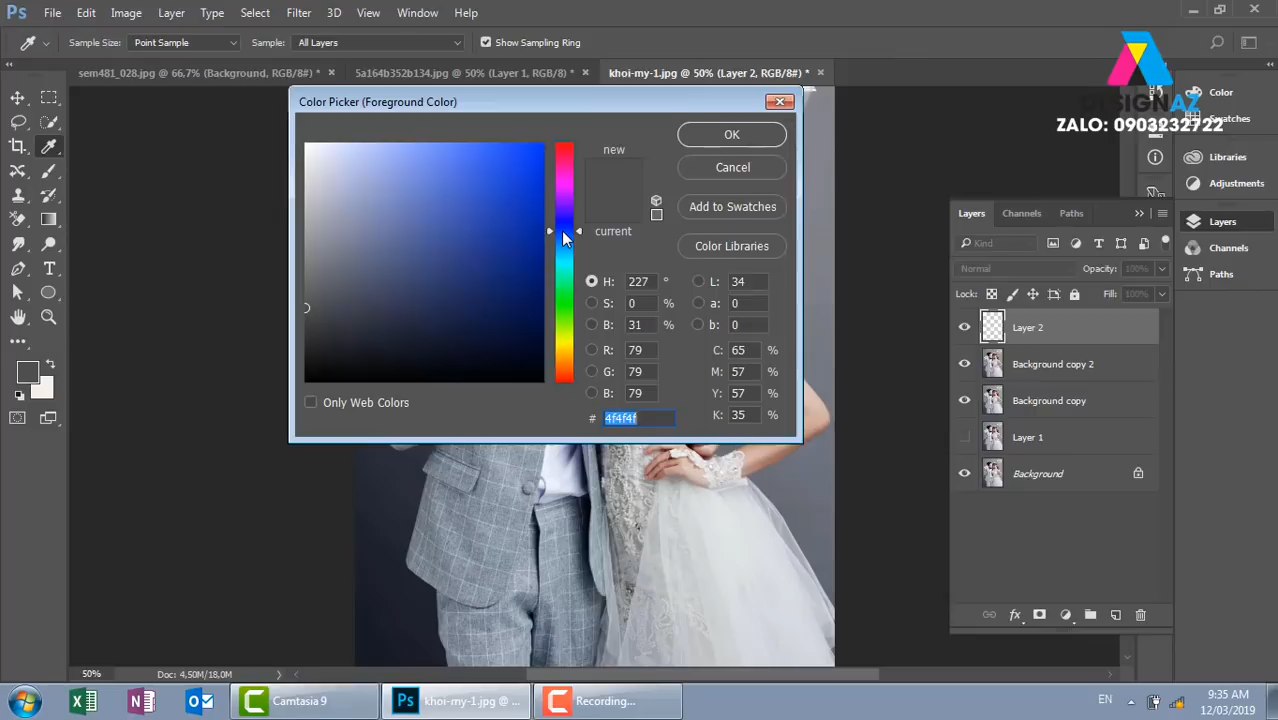 Ps File Edit Image Layer Type Select Filter 3D View Window Help
Sample Size: Point Sample Sample: All Layers Show Sampling Ring
sem481_028.jpg @ 66,7% (Background, RGB/8#) * × 5a164b352b134.jpg @ 50% (Layer 1, RGB/8) * × khoi-my-1.jpg @ 50% (Layer 2, RGB/8#) * ×
DESIGNAZ
ZALO: 0903232722
Color Picker (Foreground Color)
new
current
OK
Cancel
Add to Swatches
Color Libraries
H: 227 °
S: 0 %
B: 31 %
R: 79
G: 79
B: 79
# 4f4f4f
L: 34
a: 0
b: 0
C: 65 %
M: 57 %
Y: 57 %
K: 35 %
Only Web Colors
Color
Swatches
Libraries
Adjustments
Layers
Channels
Paths
Layers Channels Paths
Kind
Normal Opacity: 100%
Lock: Fill: 100%
Layer 2
Background copy 2
Background copy
Layer 1
Background
fx
50% Doc: 4,50M/18,0M
Camtasia 9
Ps khoi-my-1.jpg @ ...
Recording...
EN
9:35 AM
12/03/2019